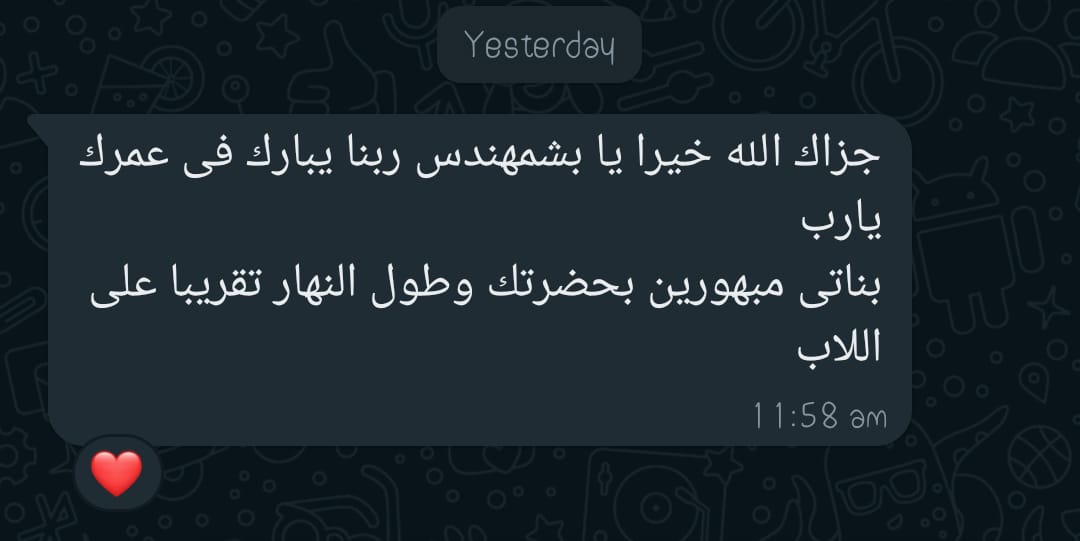 Yesterday
جزاك الله خيرا يا بشمهندس ربنا يبارك فى عمرك
يارب
بناتى مبهورين بحضرتك وطول النهار تقريبا على
اللاب
11:58 am